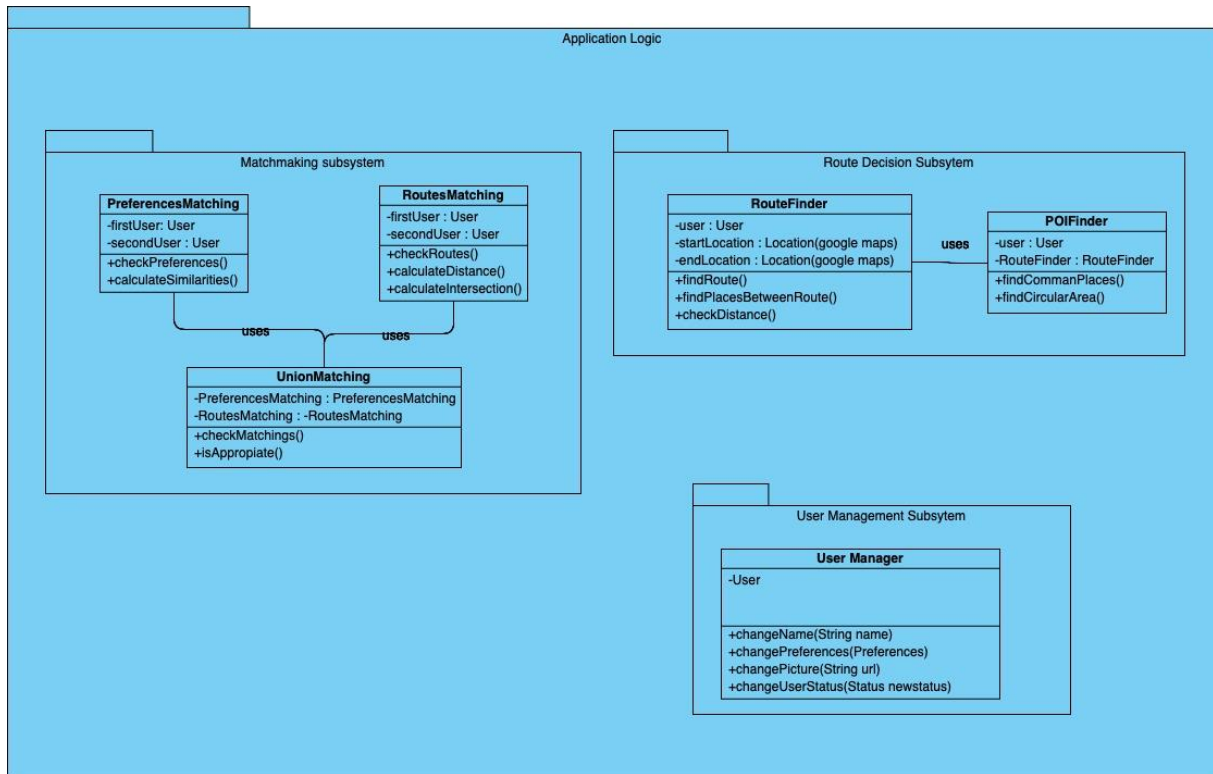 Application Logic
Matchmaking subsystem
PreferencesMatching
-firstUser: User
-secondUser : User
+checkPreferences()
+calculateSimilarities()
RoutesMatching
-firstUser : User
-secondUser : User
+checkRoutes()
+calculateDistance()
+calculateIntersection()
uses
uses
UnionMatching
-PreferencesMatching : PreferencesMatching
-RoutesMatching : -RoutesMatching
+checkMatchings()
+isAppropiate()
Route Decision Subsytem
RouteFinder
-user : User
-startLocation : Location(google maps)
-endLocation : Location(google maps)
+findRoute()
+findPlacesBetweenRoute()
+checkDistance()
uses
POIFinder
-user : User
-RouteFinder : RouteFinder
+findCommanPlaces()
+findCircularArea()
User Management Subsytem
User Manager
-User
+changeName(String name)
+changePreferences(Preferences)
+changePicture(String url)
+changeUserStatus(Status newstatus)